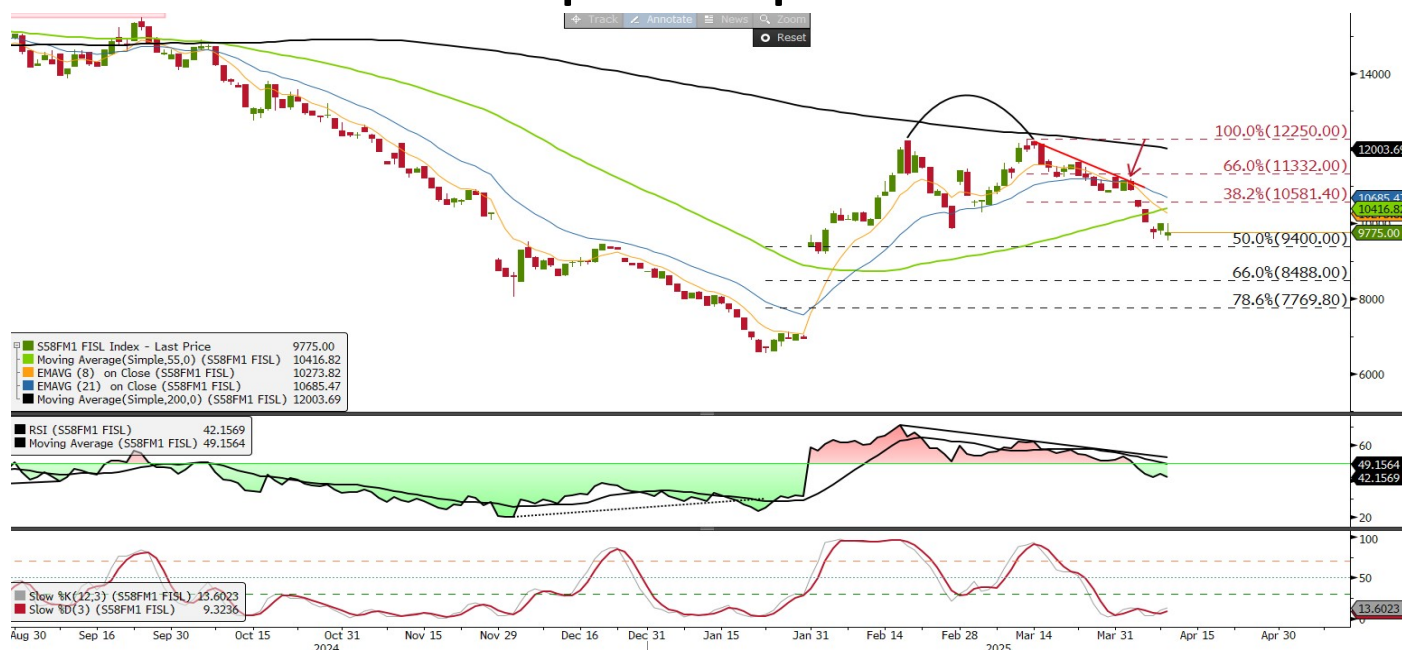 Track Annotate News Zoom
Reset
14000
100.0%(12250.00)
12003.69
66.0%(11332.00)
10685.47
38.2%(10581.40)
10416.82
9775.00
50.0%(9400.00)
66.0%(8488.00)
8000
78.6%(7769.80)
6000
S58FM1 FISL Index - Last Price 9775.00
Moving Average(Simple,55,0) (S58FM1 FISL) 10416.82
EMAVG (8) on Close (S58FM1 FISL) 10273.82
EMAVG (21) on Close (S58FM1 FISL) 10685.47
Moving Average(Simple,200,0) (S58FM1 FISL) 12003.69
RSI (S58FM1 FISL) 42.1569
Moving Average (S58FM1 FISL) 49.1564
60
49.1564
42.1569
20
100
50
Slow %K(12,3) (S58FM1 FISL) 13.6023
Slow %D(3) (S58FM1 FISL) 9.3236
13.6023
0
Aug 30 Sep 16 Sep 30 Oct 15 Oct 31 Nov 15 Nov 29 Dec 16 Dec 31 Jan 15 Jan 31 Feb 14 Feb 28 Mar 14 Mar 31 Apr 15 Apr 30
2024 2025